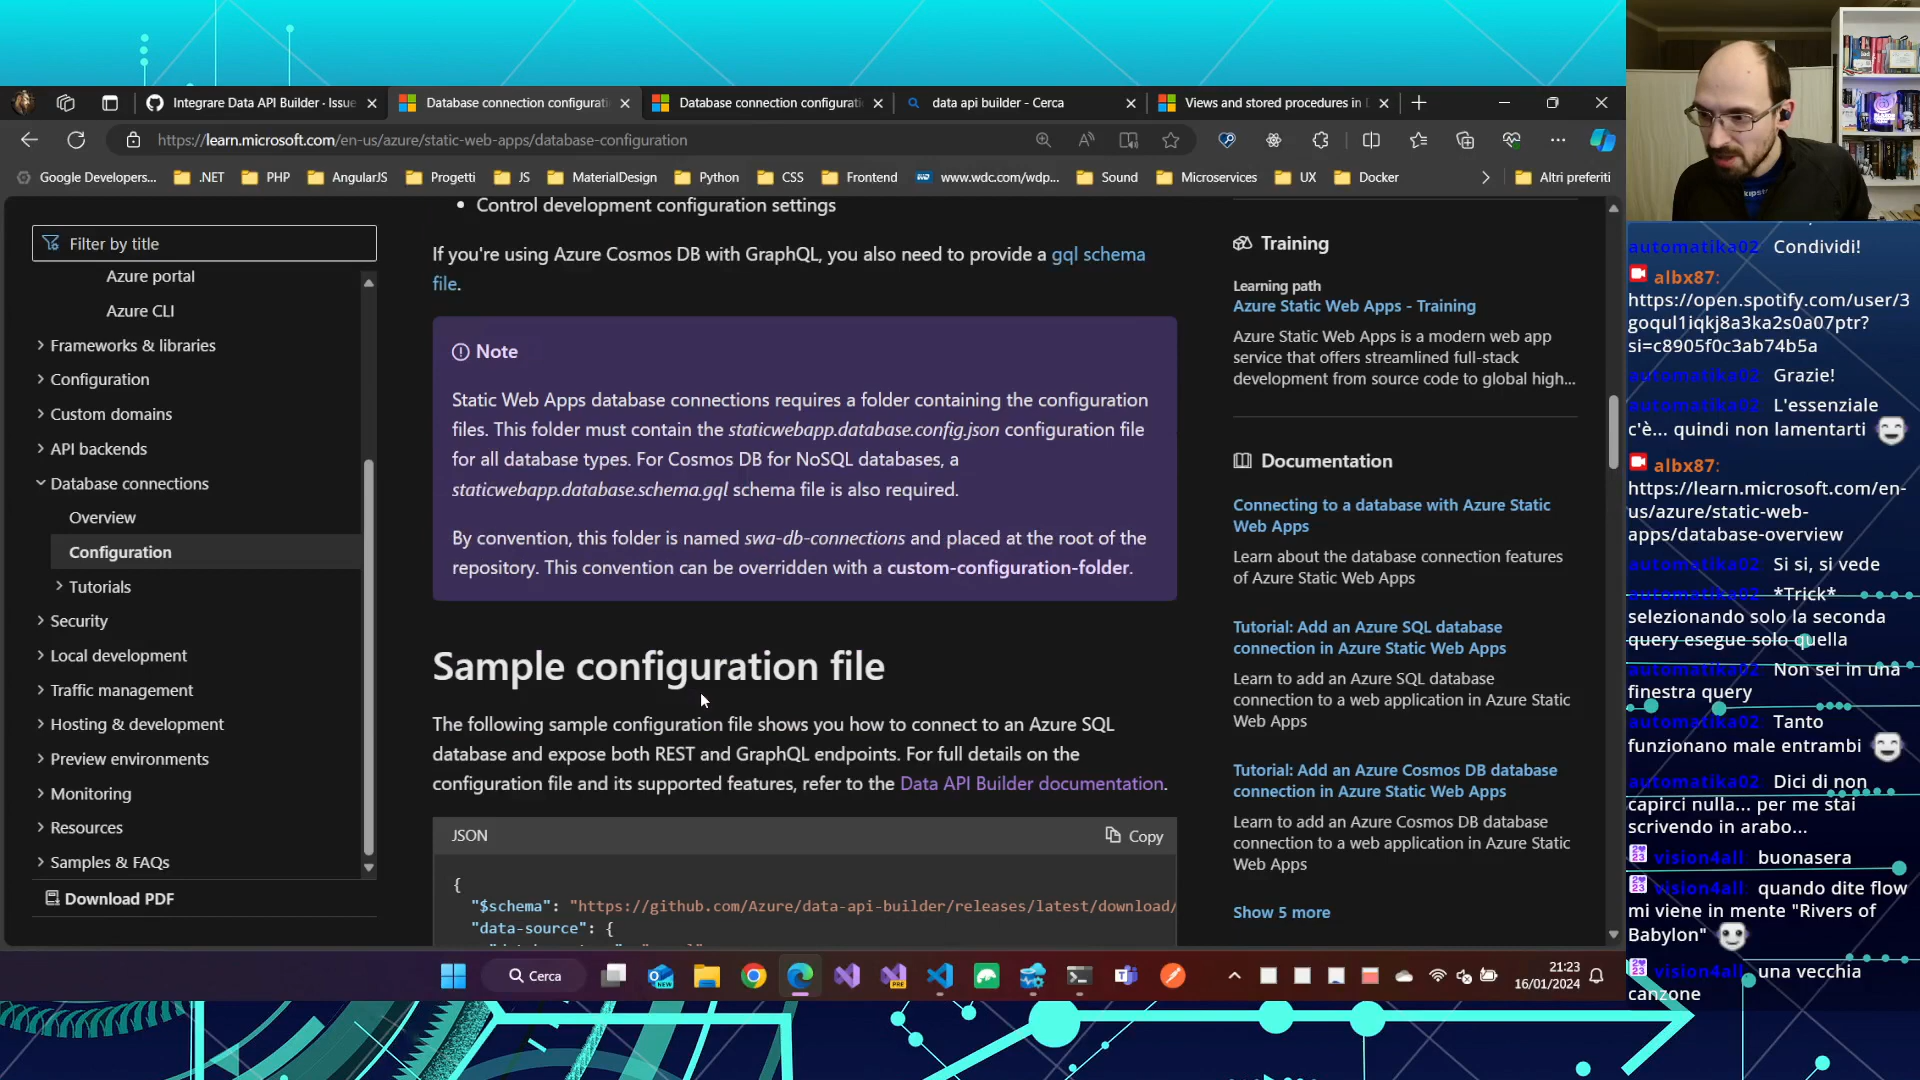 Integrare Data API Builder - Issue
Database connection configurati
Database connection configurati
data api builder - Cerca
Views and stored procedures in
https://learn.microsoft.com/en-us/azure/static-web-apps/database-configuration
Google Developers...
.NET
PHP
AngularJS
Progetti
JS
MaterialDesign
Python
CSS
Frontend
www.wdc.com/wdp...
Sound
Microservices
UX
Docker
Altri preferiti
Filter by title
Azure portal
Azure CLI
Frameworks & libraries
Configuration
Custom domains
API backends
Database connections
Overview
Configuration
Tutorials
Security
Local development
Traffic management
Hosting & development
Preview environments
Monitoring
Resources
Samples & FAQs
Download PDF
• Control development configuration settings
If you're using Azure Cosmos DB with GraphQL, you also need to provide a gql schema
file.
Note
Static Web Apps database connections requires a folder containing the configuration
files. This folder must contain the staticwebapp.database.config.json configuration file
for all database types. For Cosmos DB for NoSQL databases, a
staticwebapp.database.schema.gql schema file is also required.
By convention, this folder is named swa-db-connections and placed at the root of the
repository. This convention can be overridden with a custom-configuration-folder.
Sample configuration file
The following sample configuration file shows you how to connect to an Azure SQL
database and expose both REST and GraphQL endpoints. For full details on the
configuration file and its supported features, refer to the Data API Builder documentation.
JSON
Copy
{
"$schema": "https://github.com/Azure/data-api-builder/releases/latest/download/
"data-source": {
Training
Learning path
Azure Static Web Apps - Training
Azure Static Web Apps is a modern web app
service that offers streamlined full-stack
development from source code to global high...
Documentation
Connecting to a database with Azure Static
Web Apps
Learn about the database connection features
of Azure Static Web Apps
Tutorial: Add an Azure SQL database
connection in Azure Static Web Apps
Learn to add an Azure SQL database
connection to a web application in Azure Static
Web Apps
Tutorial: Add an Azure Cosmos DB database
connection in Azure Static Web Apps
Learn to add an Azure Cosmos DB database
connection to a web application in Azure Static
Web Apps
Show 5 more
Cerca
NEW
PRE
21:23
16/01/2024
automatika02 Condividi!
albx87:
https://open.spotify.com/user/3
goqul1iqkj8a3ka2s0a07ptr?
si=c8905f0c3ab74b5a
automatika02 Grazie!
automatika02 L'essenziale
c'è... quindi non lamentarti
albx87:
https://learn.microsoft.com/en-
us/azure/static-web-
apps/database-overview
automatika02 Si si, si vede
automatika02 *Trick*
selezionando solo la seconda
query esegue solo quella
automatika02 Non sei in una
finestra query
automatika02 Tanto
funzionano male entrambi
automatika02 Dici di non
capirci nulla... per me stai
scrivendo in arabo...
vision4all buonasera
vision4all quando dite flow
mi viene in mente "Rivers of
Babylon"
vision4all una vecchia
canzone